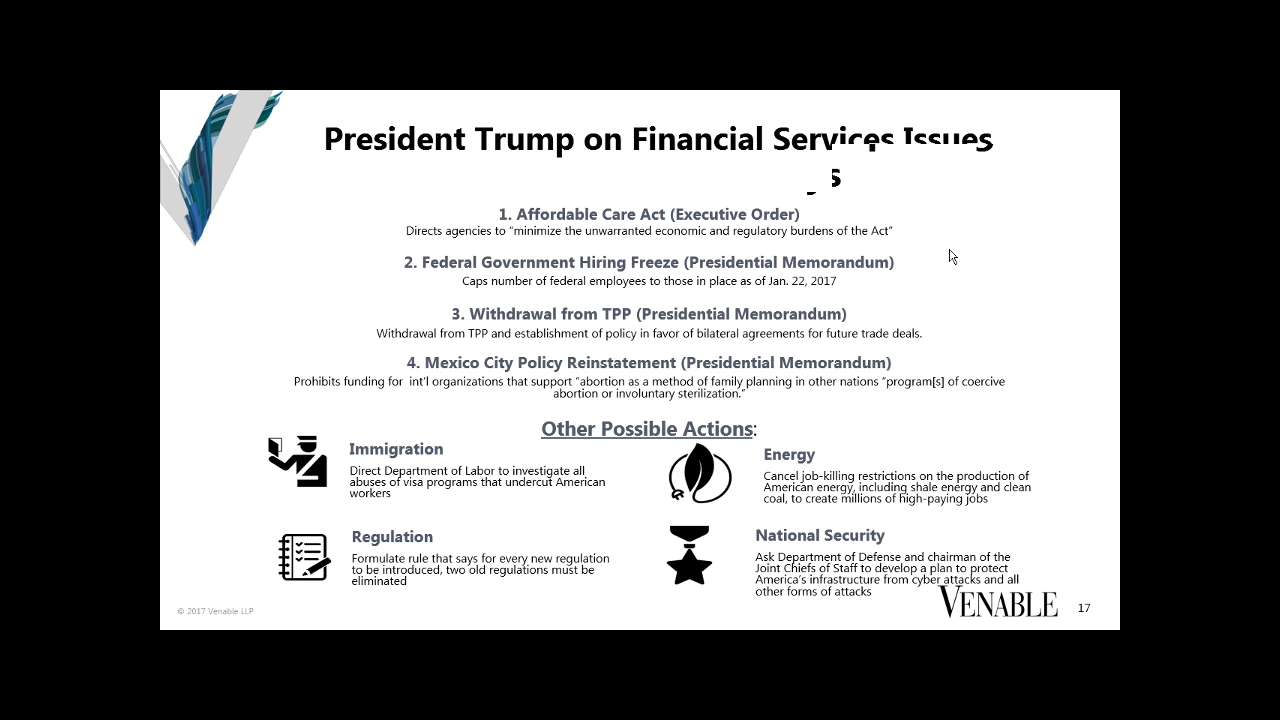 President Trump on Financial Services Issues
1. Affordable Care Act (Executive Order)
Directs agencies to “minimize the unwarranted economic and regulatory burdens of the Act”
2. Federal Government Hiring Freeze (Presidential Memorandum)
Caps number of federal employees to those in place as of Jan. 22, 2017
3. Withdrawal from TPP (Presidential Memorandum)
Withdrawal from TPP and establishment of policy in favor of bilateral agreements for future trade deals.
4. Mexico City Policy Reinstatement (Presidential Memorandum)
Prohibits funding for int’l organizations that support “abortion as a method of family planning in other nations “program[s] of coercive
abortion or involuntary sterilization.”
Other Possible Actions:
Immigration
Direct Department of Labor to investigate all
abuses of visa programs that undercut American
workers
Energy
Cancel job-killing restrictions on the production of
American energy, including shale energy and clean
coal, to create millions of high-paying jobs
Regulation
Formulate rule that says for every new regulation
to be introduced, two old regulations must be
eliminated
National Security
Ask Department of Defense and chairman of the
Joint Chiefs of Staff to develop a plan to protect
America’s infrastructure from cyber attacks and all
other forms of attacks
© 2017 Venable LLP
VENABLE
17